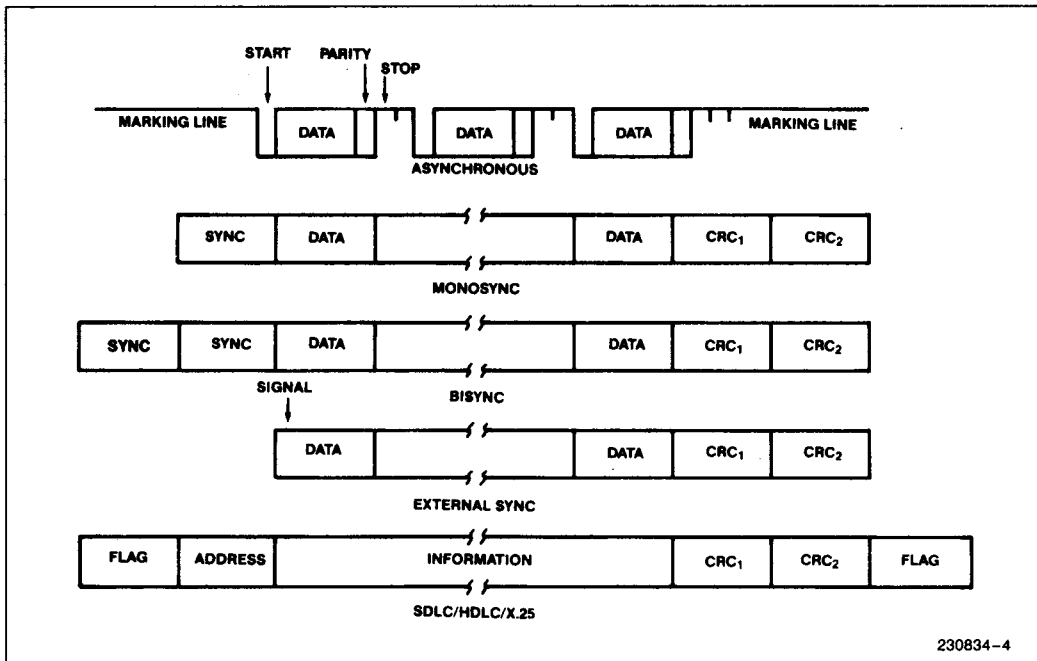 START PARITY STOP
MARKING LINE DATA DATA DATA MARKING LINE
ASYNCHRONOUS
SYNC DATA DATA CRC₁ CRC₂
MONOSYNC
SYNC SYNC DATA DATA CRC₁ CRC₂
BISYNC
SIGNAL
DATA DATA CRC₁ CRC₂
EXTERNAL SYNC
FLAG ADDRESS INFORMATION CRC₁ CRC₂ FLAG
SDLC/HDLC/X.25
230834–4